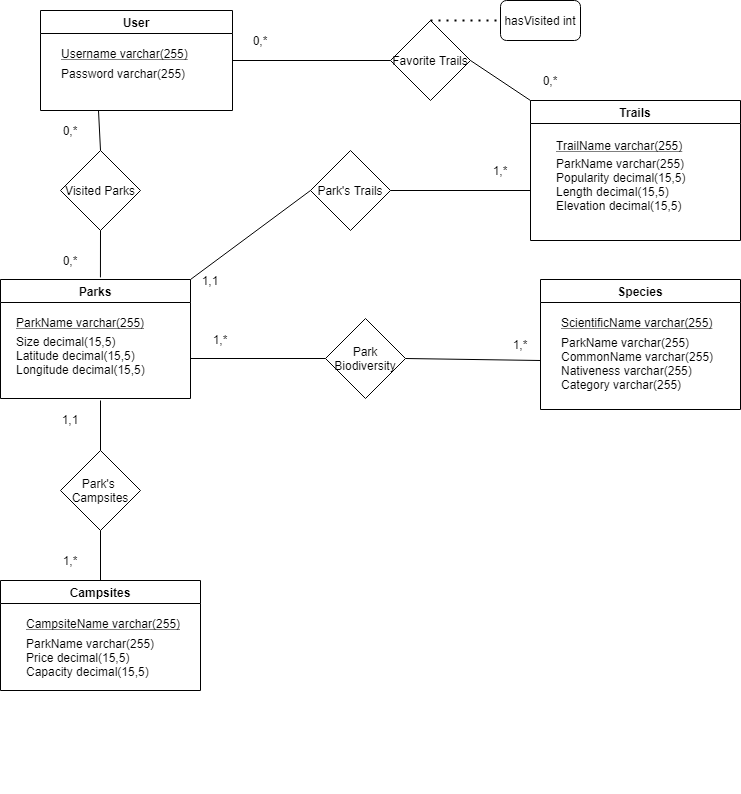 User
Username varchar(255)
Password varchar(255)
0,*
Favorite Trails
hasVisited int
0,*
Trails
TrailName varchar(255)
ParkName varchar(255)
Popularity decimal(15,5)
Length decimal(15,5)
Elevation decimal(15,5)
0,*
Visited Parks
0,*
Park's Trails
1,*
1,1
Parks
ParkName varchar(255)
Size decimal(15,5)
Latitude decimal(15,5)
Longitude decimal(15,5)
1,*
Park
Biodiversity
1,*
Species
ScientificName varchar(255)
ParkName varchar(255)
CommonName varchar(255)
Nativeness varchar(255)
Category varchar(255)
1,1
Park's
Campsites
1,*
Campsites
CampsiteName varchar(255)
ParkName varchar(255)
Price decimal(15,5)
Capacity decimal(15,5)